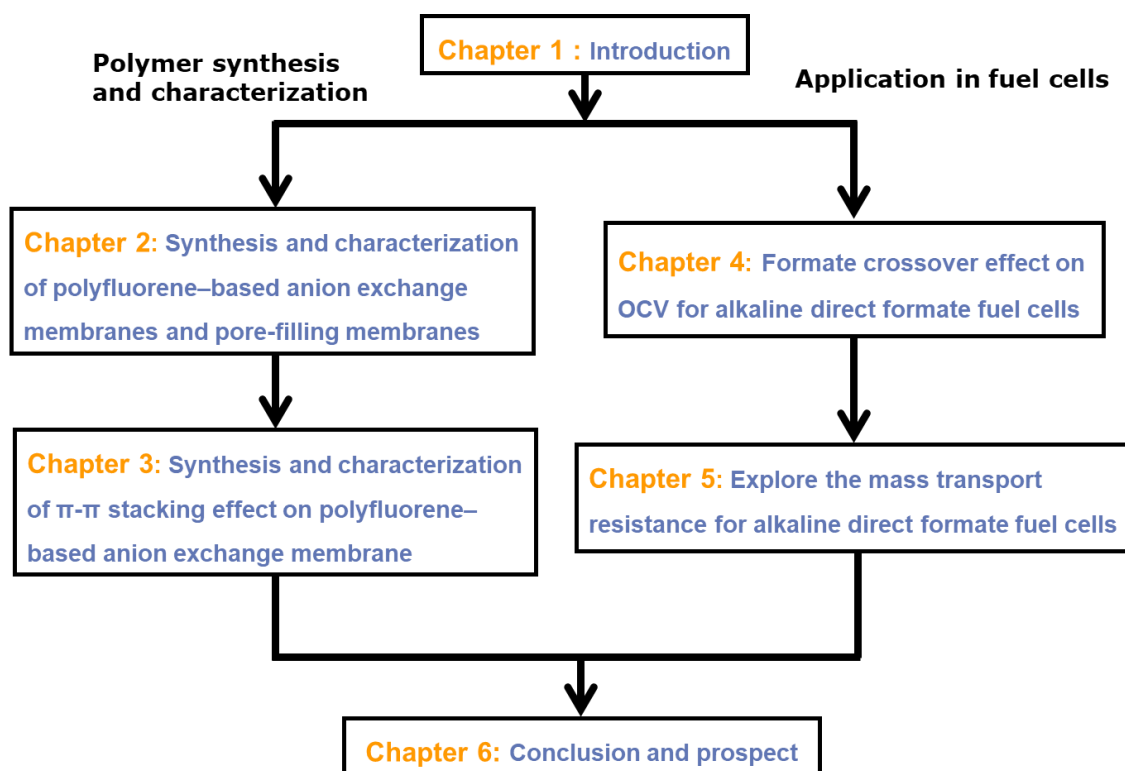 Chapter 1 : Introduction
Polymer synthesis
and characterization
Application in fuel cells
Chapter 2: Synthesis and characterization
of polyfluorene–based anion exchange
membranes and pore-filling membranes
Chapter 4: Formate crossover effect on
OCV for alkaline direct formate fuel cells
Chapter 3: Synthesis and characterization
of π-π stacking effect on polyfluorene–
based anion exchange membrane
Chapter 5: Explore the mass transport
resistance for alkaline direct formate fuel cells
Chapter 6: Conclusion and prospect